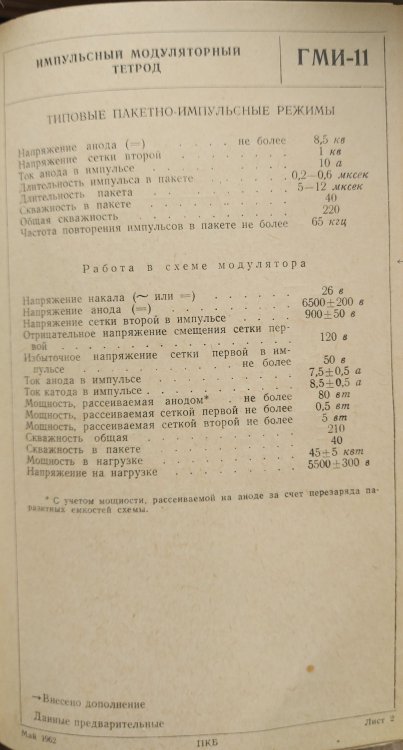 ИМПУЛЬСНЫЙ МОДУЛЯТОРНЫЙ
ТЕТРОД
ГМИ-11
ТИПОВЫЕ ПАКЕТНО-ИМПУЛЬСНЫЕ РЕЖИМЫ
Напряжение анода (=) . . . . не более 8,5 кв
Напряжение сетки второй . . . . . . . 1 кв
Ток анода в импульсе . . . . . . . . 10 а
Длительность импульса в пакете . . . . . 0,2—0,6 мксек
Длительность пакета . . . . . . . . 5—12 мксек
Скважность в пакете . . . . . . . . 40
Общая скважность . . . . . . . . . 220
Частота повторения импульсов в пакете не более 65 кгц
Работа в схеме модулятора
←
Напряжение накала (~ или =) . . . . . . 26 в
Напряжение анода (=) . . . . . . . . 6500±200 в
Напряжение сетки второй в импульсе . . . . 900±50 в
Отрицательное напряжение смещения сетки пер-
вой . . . . . . . . . . . . . 120 в
Избыточное напряжение сетки первой в им-
пульсе . . . . . . . . не более 50 в
Ток анода в импульсе . . . . . . . . 7,5±0,5 а
Ток катода в импульсе . . . . . . . . 8,5±0,5 а
Мощность, рассеиваемая анодом* . . не более 80 вт
Мощность, рассеиваемая сеткой первой не более 0,5 вт
Мощность, рассеиваемая сеткой второй не более 5 вт
Скважность общая . . . . . . . . . 210
Скважность в пакете . . . . . . . . 40
Мощность в нагрузке . . . . . . . . 45±5 квт
Напряжение на нагрузке . . . . . . . 5500±300 в
* С учетом мощности, рассеиваемой на аноде за счет перезаряда па-
разитных емкостей схемы.
→Внесено дополнение
Данные предварительные
Май 1962
ПКБ
Лист 2